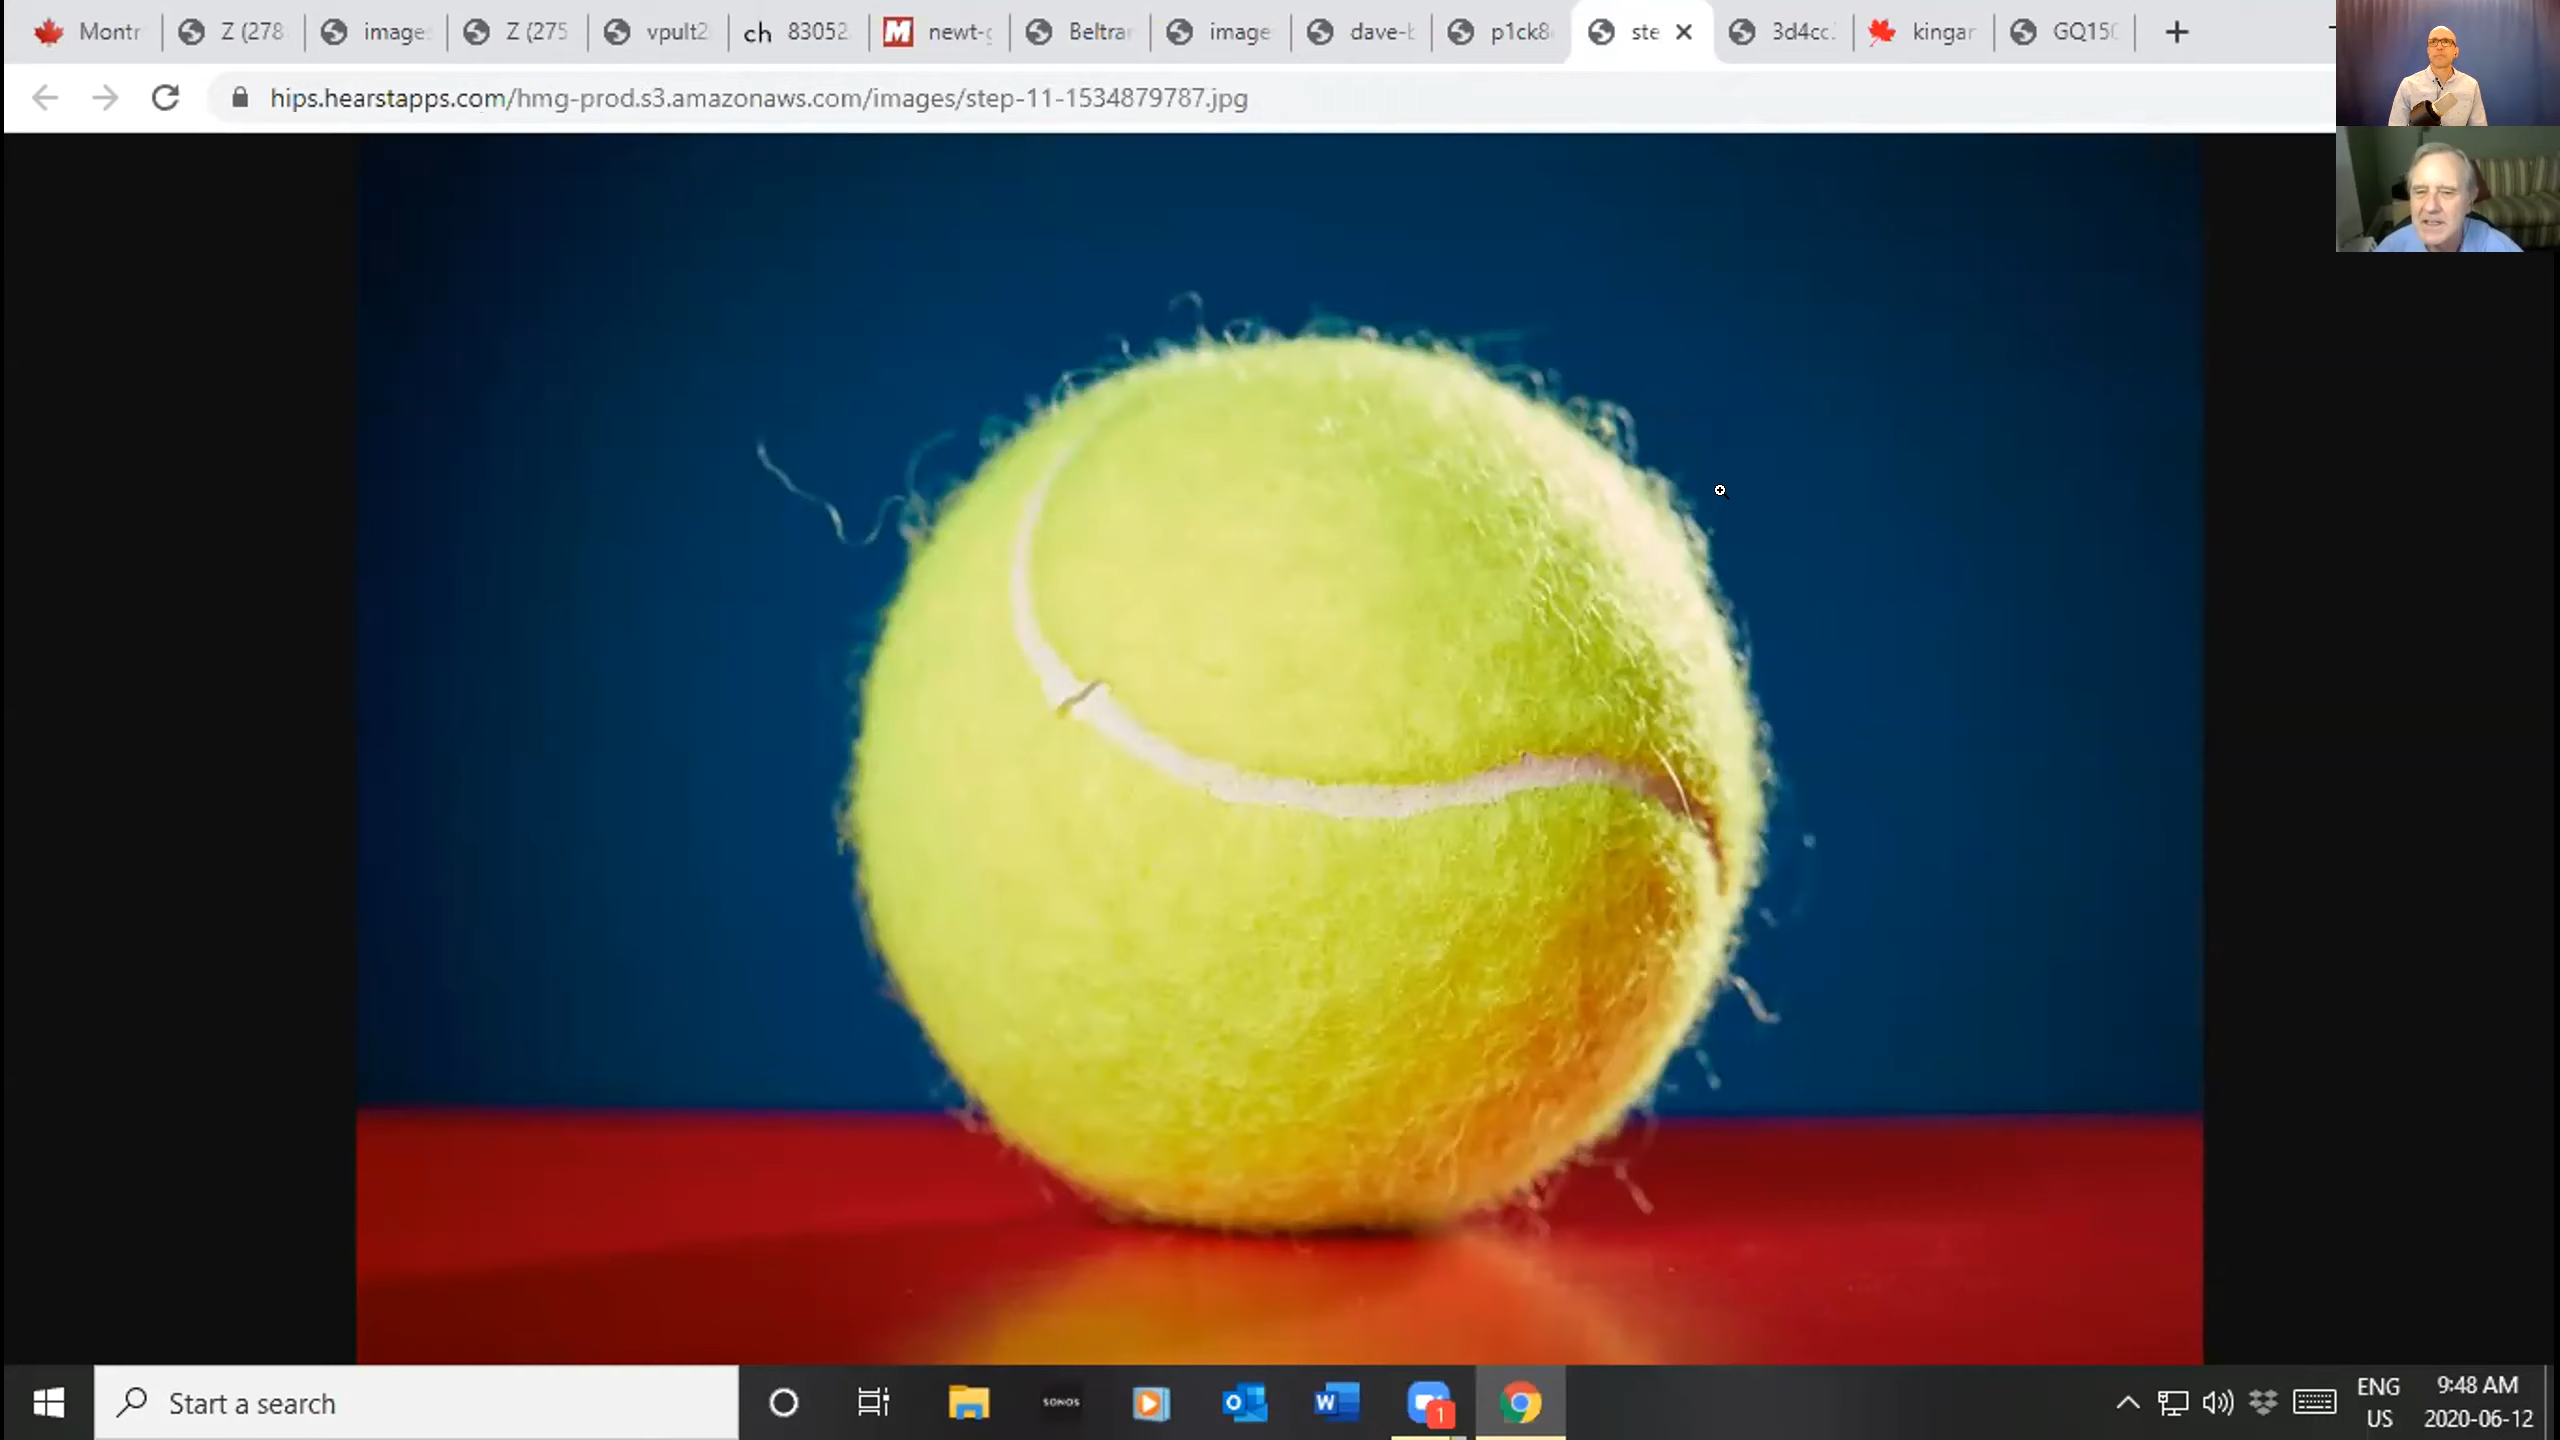 Montr
Z (278
image
Z (275
vpult2
ch 83052
M newt-g
Beltra
image
dave-b
p1ck8
ste
3d4cc
kingar
GQ150
hips.hearstapps.com/hmg-prod.s3.amazonaws.com/images/step-11-1534879787.jpg
Start a search
SONOS
W
1
ENG
US
9:48 AM
2020-06-12